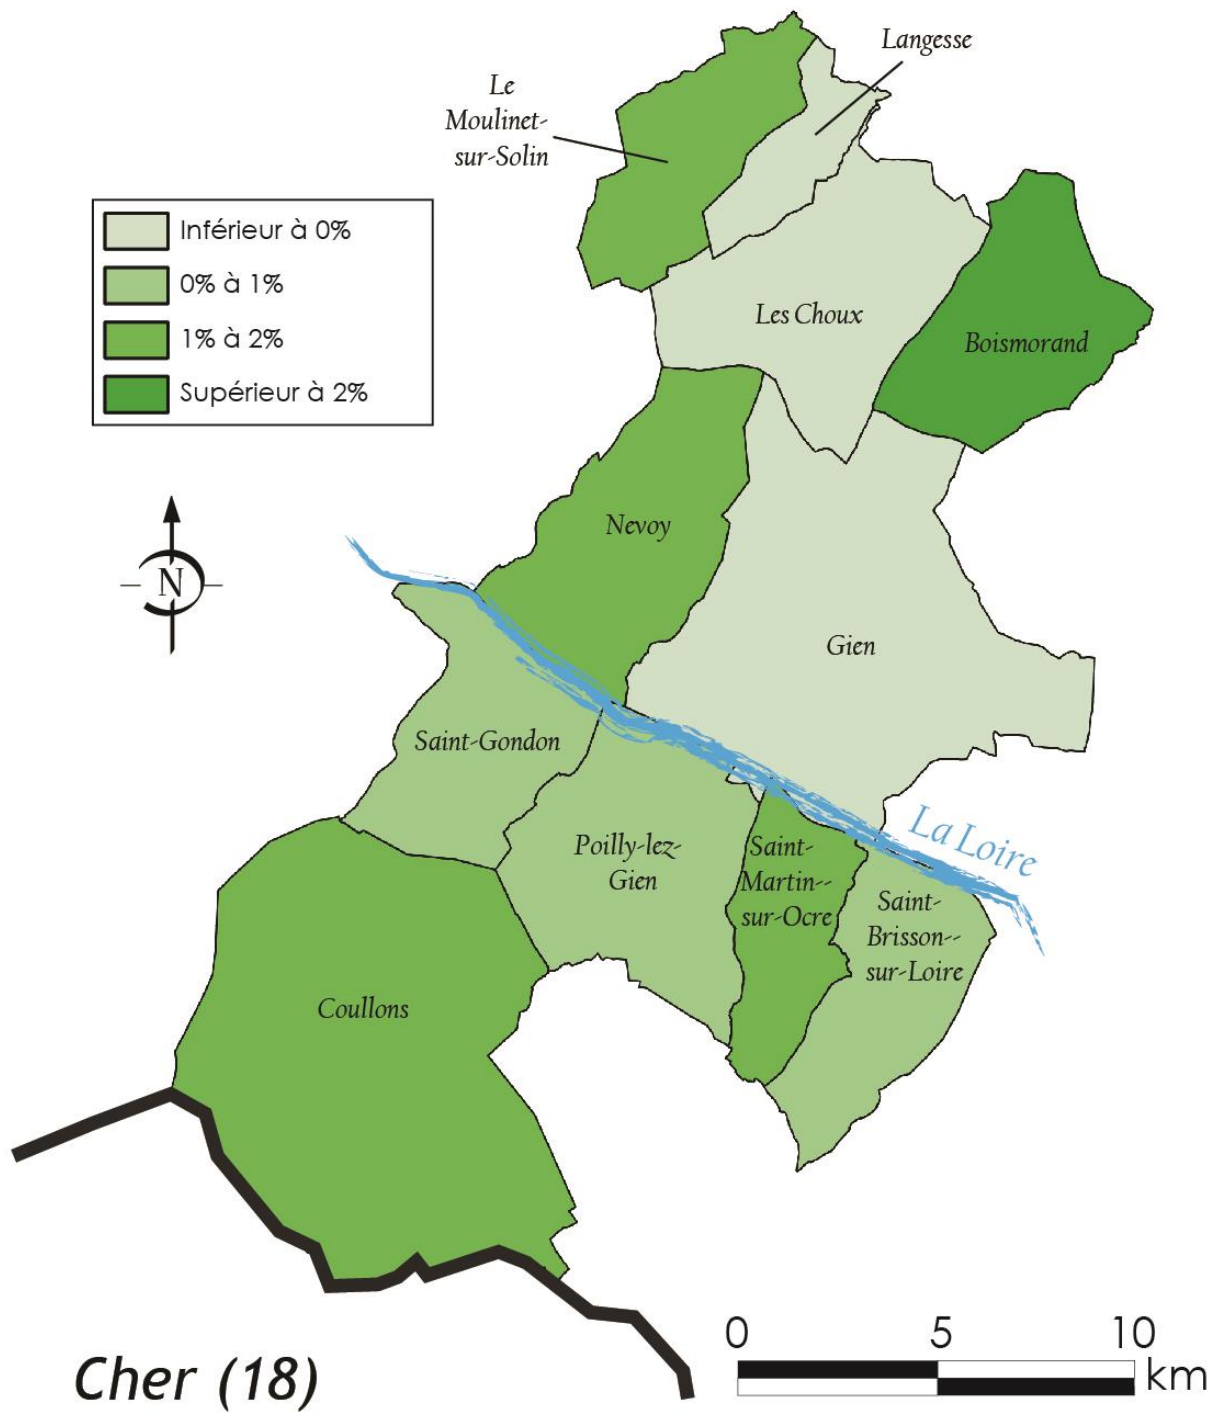 Langesse
Le
Moulinet-
sur-Solin
Inférieur à 0%
0% à 1%
1% à 2%
Supérieur à 2%
Les Choux
Boismorand
Nevoy
N
Gien
Saint-Gondon
La Loire
Poilly-lez-
Gien
Saint-
Martin--
sur-Ocre
Saint-
Brisson--
sur-Loire
Coullons
0 5 10
km
Cher (18)